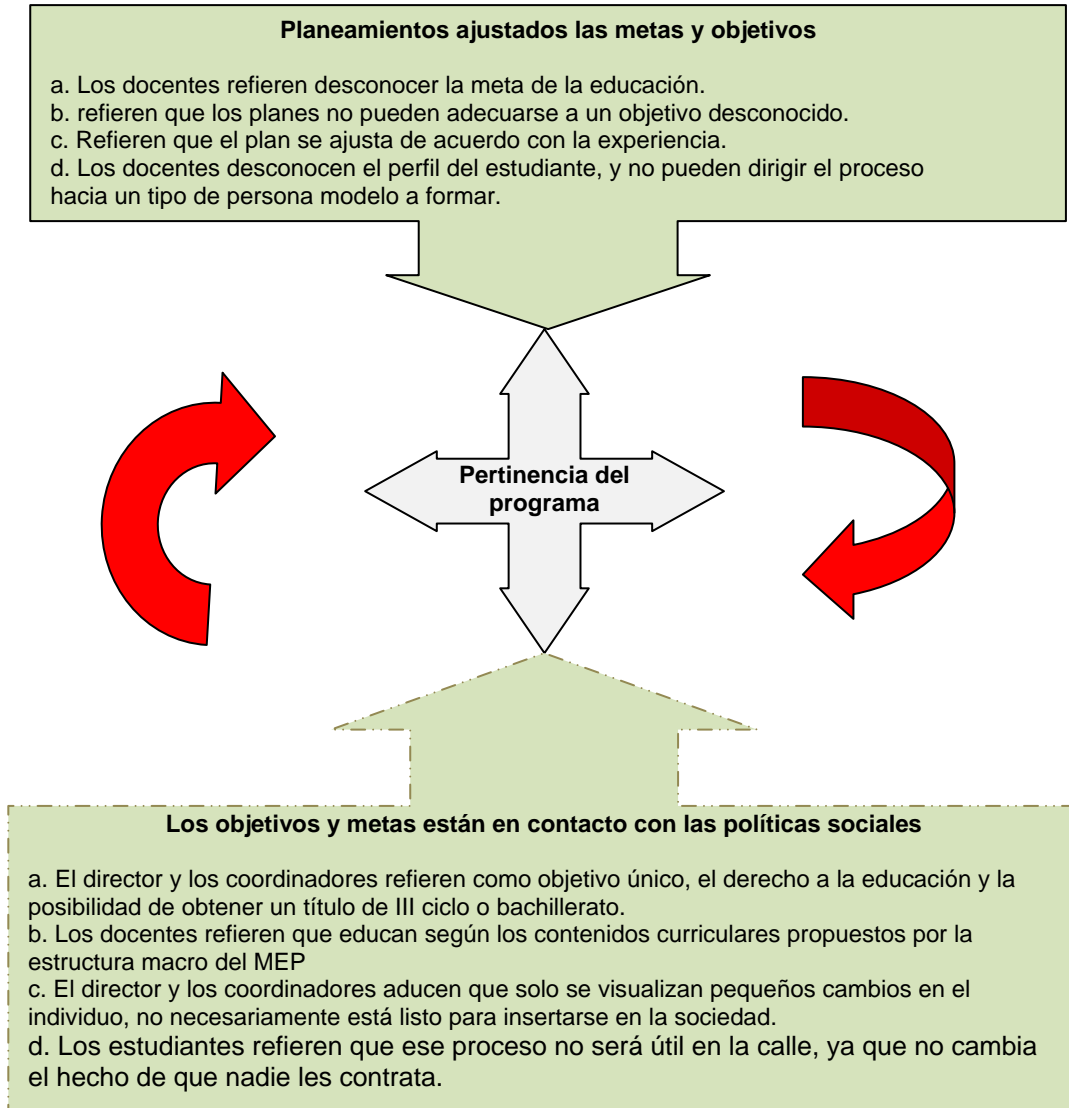 Planeamientos ajustados las metas y objetivos
a. Los docentes refieren desconocer la meta de la educación.
b. refieren que los planes no pueden adecuarse a un objetivo desconocido.
c. Refieren que el plan se ajusta de acuerdo con la experiencia.
d. Los docentes desconocen el perfil del estudiante, y no pueden dirigir el proceso
hacia un tipo de persona modelo a formar.
Pertinencia del
programa
Los objetivos y metas están en contacto con las políticas sociales
a. El director y los coordinadores refieren como objetivo único, el derecho a la educación y la
posibilidad de obtener un título de III ciclo o bachillerato.
b. Los docentes refieren que educan según los contenidos curriculares propuestos por la
estructura macro del MEP
c. El director y los coordinadores aducen que solo se visualizan pequeños cambios en el
individuo, no necesariamente está listo para insertarse en la sociedad.
d. Los estudiantes refieren que ese proceso no será útil en la calle, ya que no cambia
el hecho de que nadie les contrata.